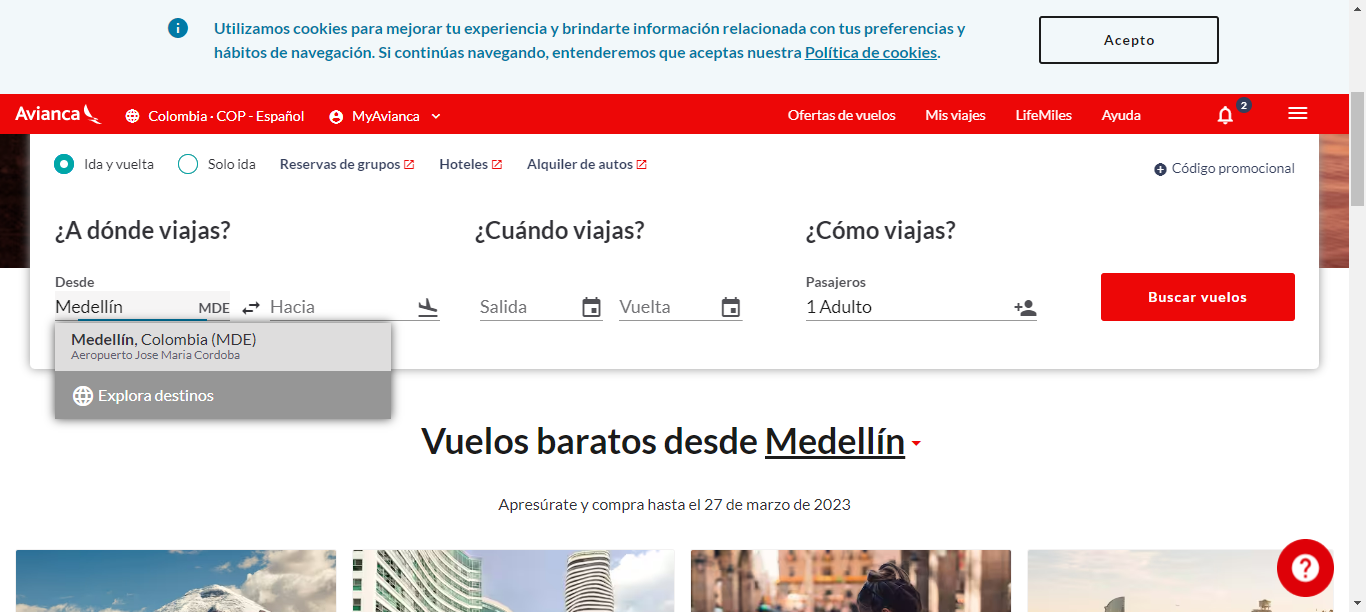 Utilizamos cookies para mejorar tu experiencia y brindarte información relacionada con tus preferencias y
hábitos de navegación. Si continúas navegando, entenderemos que aceptas nuestra Política de cookies.
Acepto
Avianca
Colombia · COP - Español
MyAvianca
Ofertas de vuelos
Mis viajes
LifeMiles
Ayuda
2
Ida y vuelta
Solo ida
Reservas de grupos
Hoteles
Alquiler de autos
Código promocional
¿A dónde viajas?
¿Cuándo viajas?
¿Cómo viajas?
Desde
Pasajeros
Medellín MDE
Hacia
Salida
Vuelta
1 Adulto
Buscar vuelos
Medellín, Colombia (MDE)
Aeropuerto Jose Maria Cordoba
Explora destinos
Vuelos baratos desde Medellín
Apresúrate y compra hasta el 27 de marzo de 2023